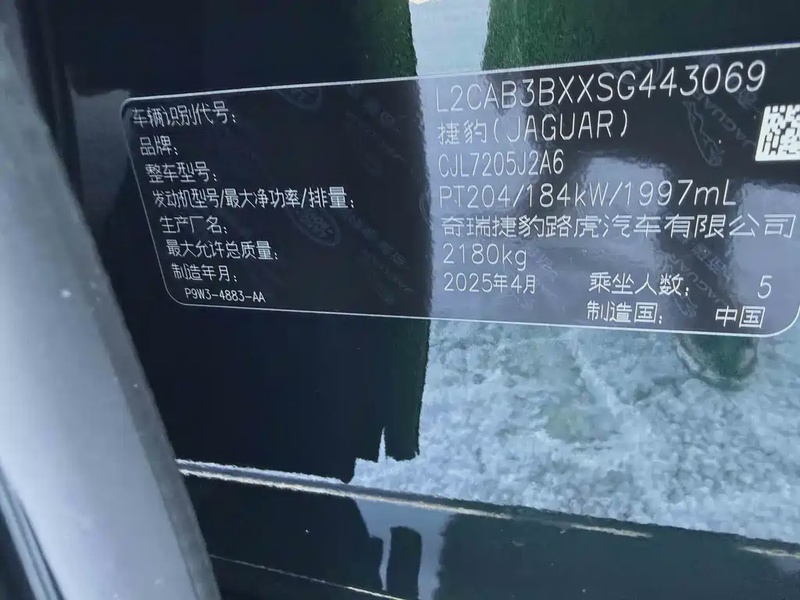 车辆识别代号: L2CAB3BXXSG443069
品牌: 捷豹(JAGUAR)
整车型号: CJL7205J2A6
发动机型号/最大净功率/排量: PT204/184kW/1997mL
生产厂名: 奇瑞捷豹路虎汽车有限公司
最大允许总质量: 2180kg
制造年月: 2025年4月 乘坐人数: 5
P9W3-4883-AA 制造国: 中国